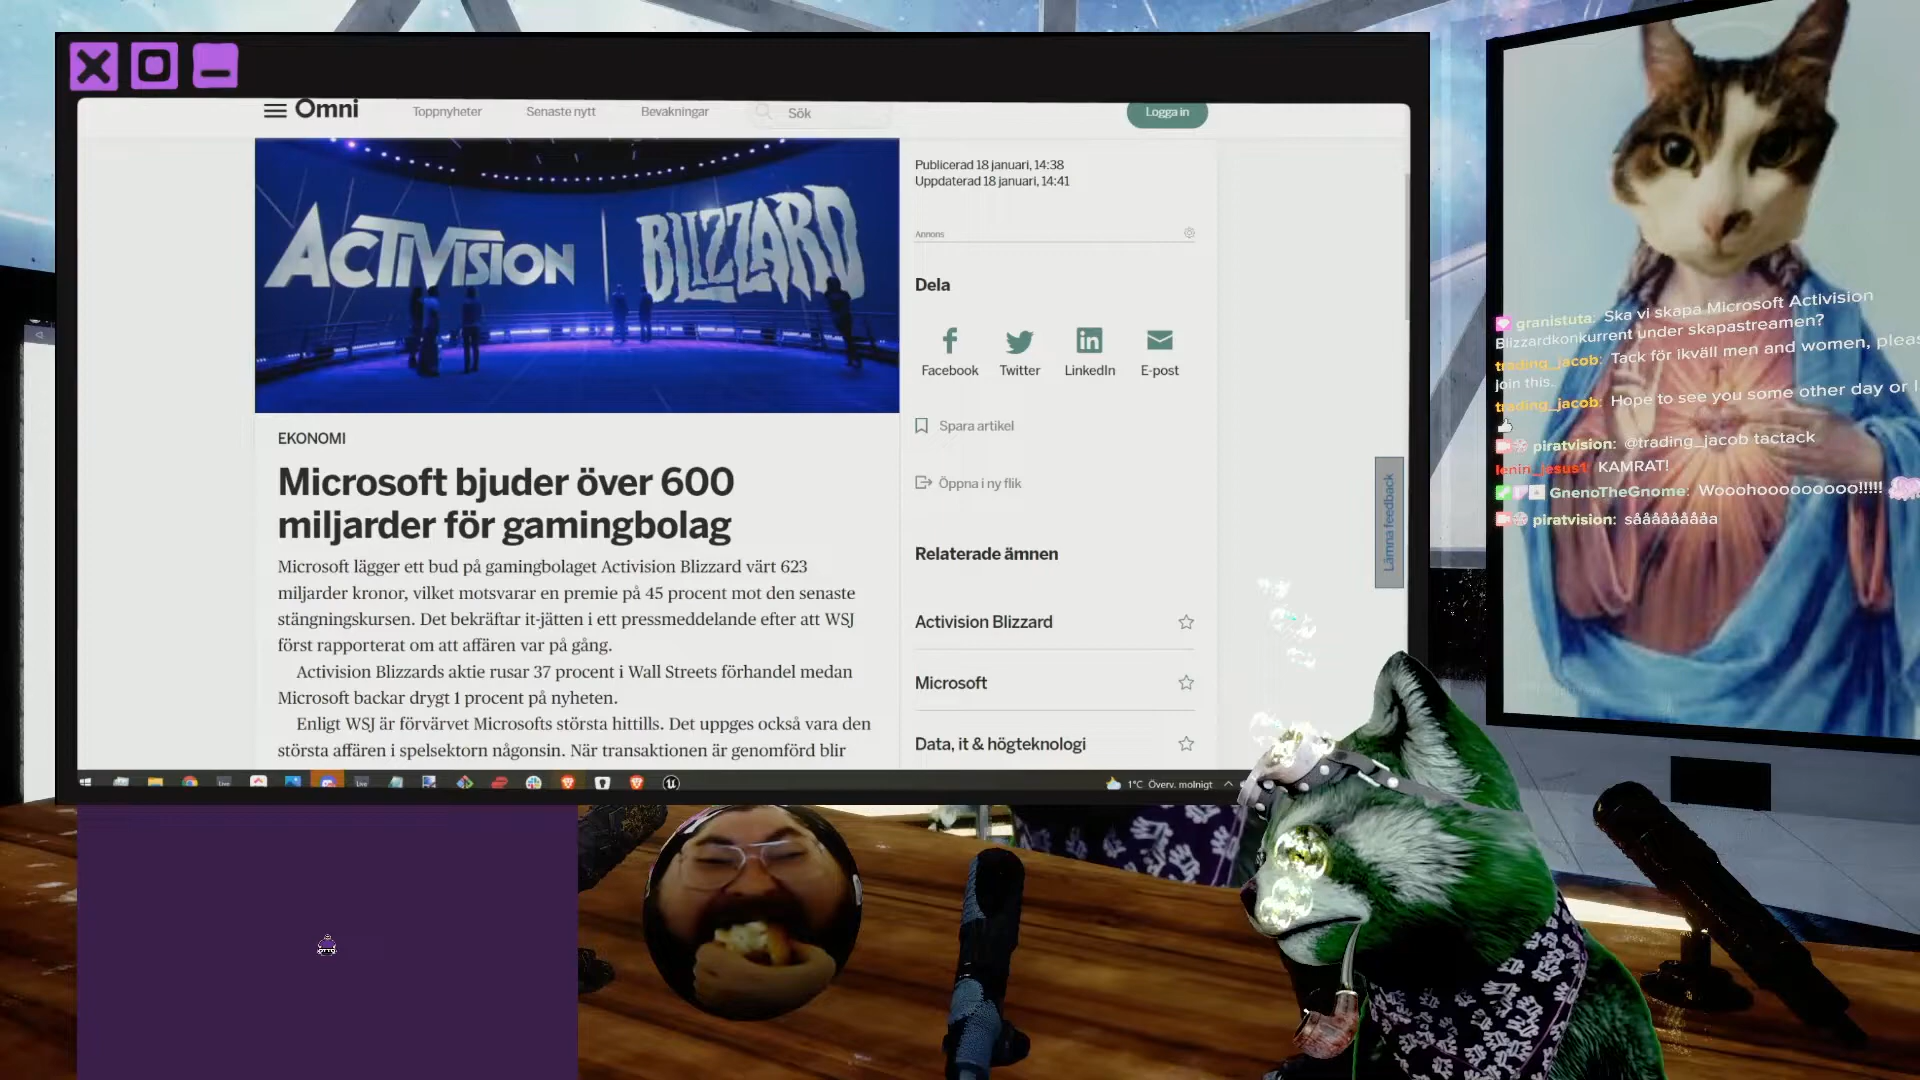 Omni
Toppnyheter
Senaste nytt
Bevakningar
Sök
Logga in
ACTIVISION
BLIZZARD
EKONOMI
Microsoft bjuder över 600
miljarder för gamingbolag
Microsoft lägger ett bud på gamingbolaget Activision Blizzard värt 623
miljarder kronor, vilket motsvarar en premie på 45 procent mot den senaste
stängningskursen. Det bekräftar it-jätten i ett pressmeddelande efter att WSJ
först rapporterat om att affären var på gång.
Activision Blizzards aktie rusar 37 procent i Wall Streets förhandel medan
Microsoft backar drygt 1 procent på nyheten.
Enligt WSJ är förvärvet Microsofts största hittills. Det uppges också vara den
största affären i spelsektorn någonsin. När transaktionen är genomförd blir
Publicerad 18 januari, 14:38
Uppdaterad 18 januari, 14:41
Annons
Dela
Facebook
Twitter
LinkedIn
E-post
Spara artikel
Öppna i ny flik
Relaterade ämnen
Activision Blizzard
Microsoft
Data, it & högteknologi
Lämna feedback
1°C Överv. molnigt
granistuta: Ska vi skapa Microsoft Activision
Blizzardkonkurrent under skapastreamen?
trading_jacob: Tack för ikväll men and women, pleas
join this..
trading_jacob: Hope to see you some other day or l
piratvision: @trading_jacob tactack
lenin_jesus1: KAMRAT!
GnenoTheGnome: Wooohooooooooo!!!!!
piratvision: sååååååååa